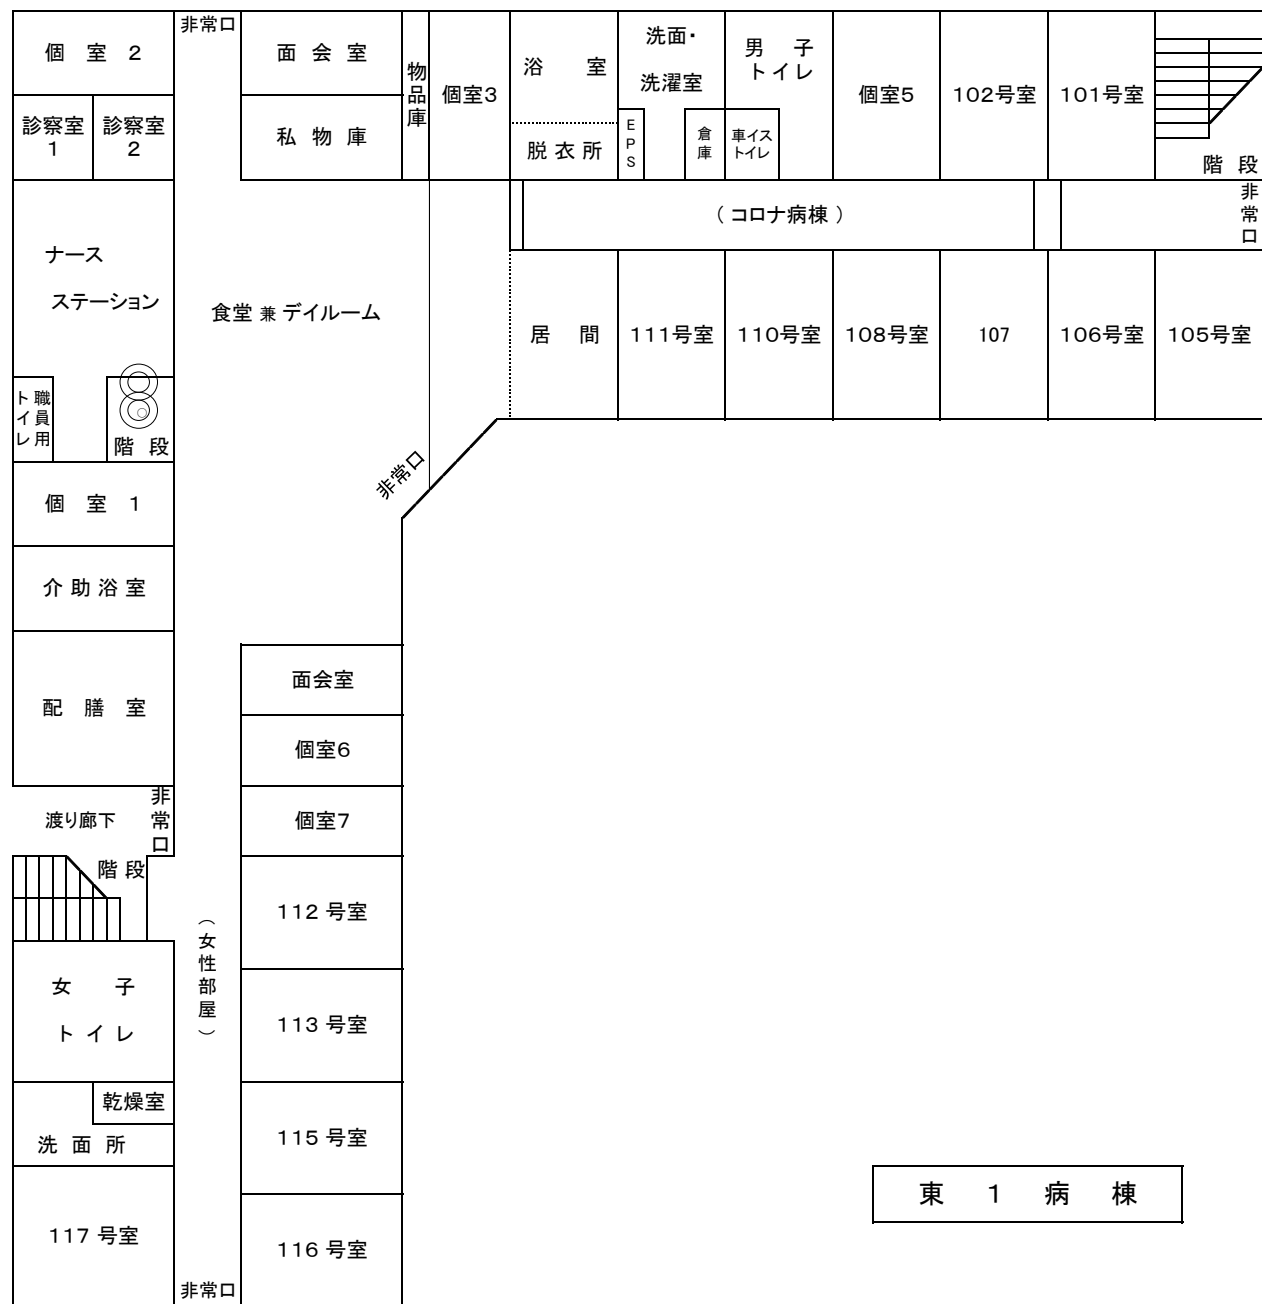 個 室 2
非常口
面 会 室
物品庫
個室3
浴 室
洗面・
洗濯室
男 子
トイレ
個室5
102号室
101号室
診察室
1
診察室
2
私 物 庫
脱 衣 所
EPS
倉庫
車イス
トイレ
階 段
非常口
（ コロナ病棟 ）
ナース
ステーション
食堂 兼 デイルーム
居 間
111号室
110号室
108号室
107
106号室
105号室
職員用
トイレ
階 段
非常口
個 室 1
介 助 浴 室
配 膳 室
面会室
個室6
個室7
渡り廊下
非常口
階 段
112 号室
（女性部屋）
女 子
ト イ レ
113 号室
乾燥室
洗 面 所
115 号室
117 号室
116 号室
非常口
東 1 病 棟